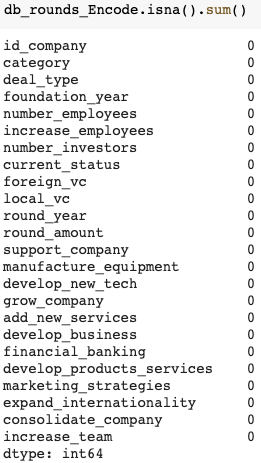 db_rounds_Encode.isna().sum()
id_company 0
category 0
deal_type 0
foundation_year 0
number_employees 0
increase_employees 0
number_investors 0
current_status 0
foreign_vc 0
local_vc 0
round_year 0
round_amount 0
support_company 0
manufacture_equipment 0
develop_new_tech 0
grow_company 0
add_new_services 0
develop_business 0
financial_banking 0
develop_products_services 0
marketing_strategies 0
expand_internationality 0
consolidate_company 0
increase_team 0
dtype: int64